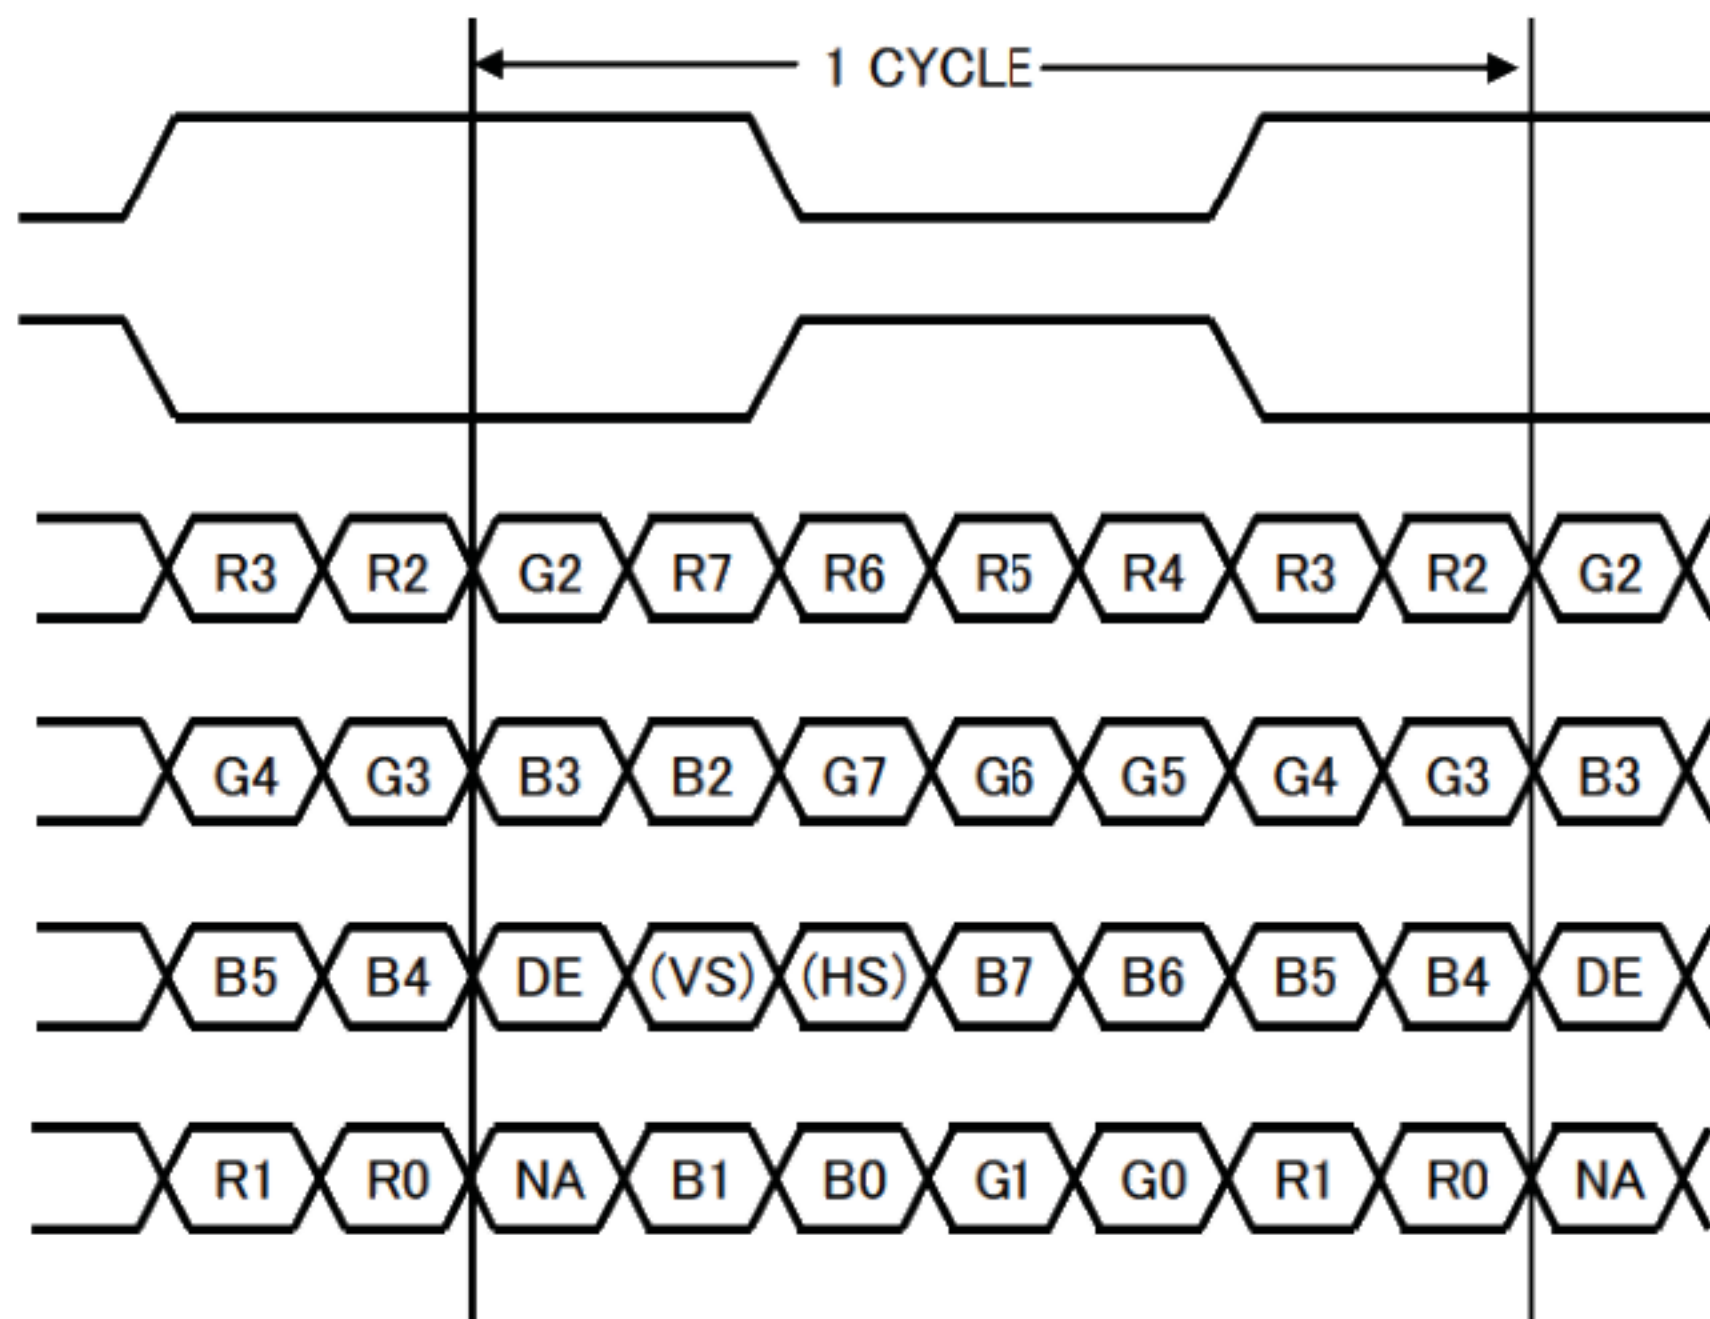 1 CYCLE
R3 R2 G2 R7 R6 R5 R4 R3 R2 G2
G4 G3 B3 B2 G7 G6 G5 G4 G3 B3
B5 B4 DE (VS) (HS) B7 B6 B5 B4 DE
R1 R0 NA B1 B0 G1 G0 R1 R0 NA